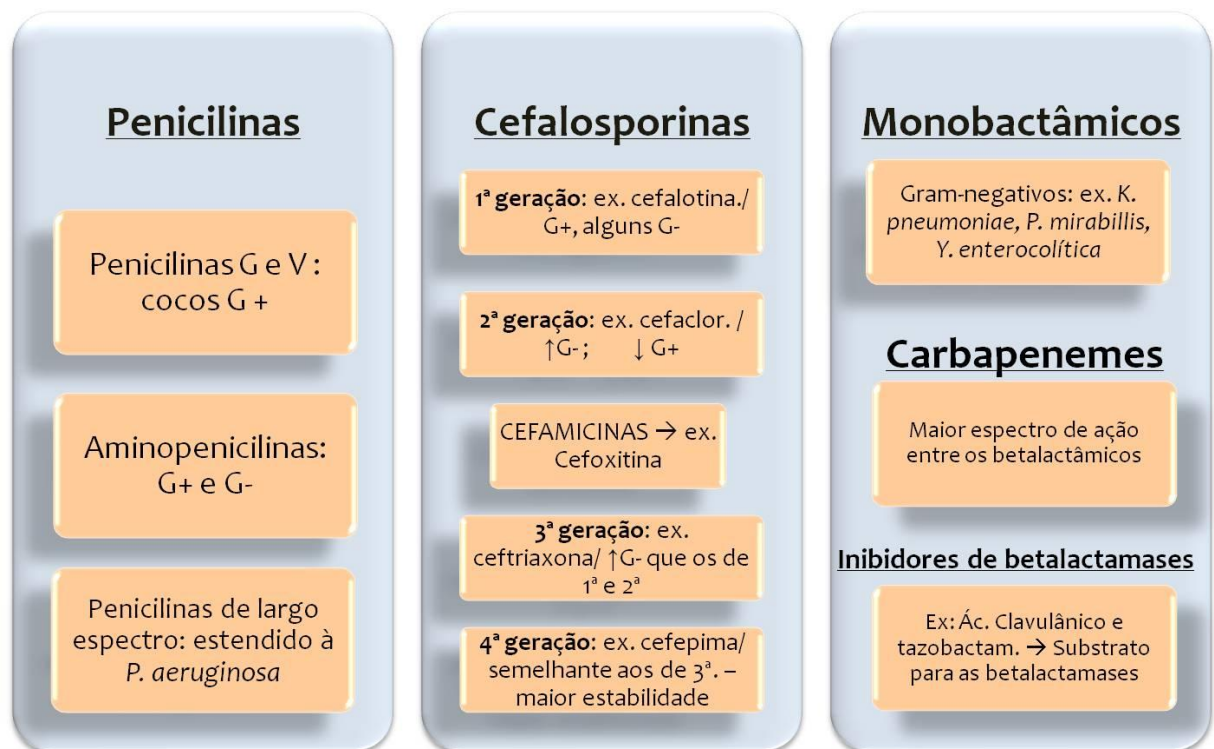 Penicilinas
Penicilinas G e V :
cocos G +
Aminopenicilinas:
G+ e G-
Penicilinas de largo
espectro: estendido à
P. aeruginosa
Cefalosporinas
1ª geração: ex. cefalotina./
G+, alguns G-
2ª geração: ex. cefaclor. /
↑G- ; ↓ G+
CEFAMICINAS → ex.
Cefoxitina
3ª geração: ex.
ceftriaxona/ ↑G- que os de
1ª e 2ª
4ª geração: ex. cefepima/
semelhante aos de 3ª. –
maior estabilidade
Monobactâmicos
Gram-negativos: ex. K.
pneumoniae, P. mirabillis,
Y. enterocolítica
Carbapenemes
Maior espectro de ação
entre os betalactâmicos
Inibidores de betalactamases
Ex: Ác. Clavulânico e
tazobactam. → Substrato
para as betalactamases